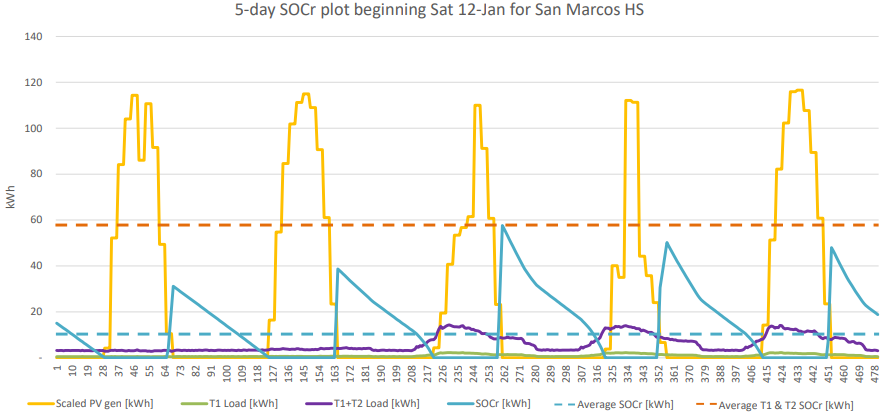 5-day SOCr plot beginning Sat 12-Jan for San Marcos HS
140
120
100
80
60
40
20
-
kWh
1 10 19 28 37 46 55 64 73 82 91 100 109 118 127 136 145 154 163 172 181 190 199 208 217 226 235 244 253 262 271 280 289 298 307 316 325 334 343 352 361 370 379 388 397 406 415 424 433 442 451 460 469 478
Scaled PV gen [kWh] T1 Load [kWh] T1+T2 Load [kWh] SOCr [kWh] Average SOCr [kWh] Average T1 & T2 SOCr [kWh]